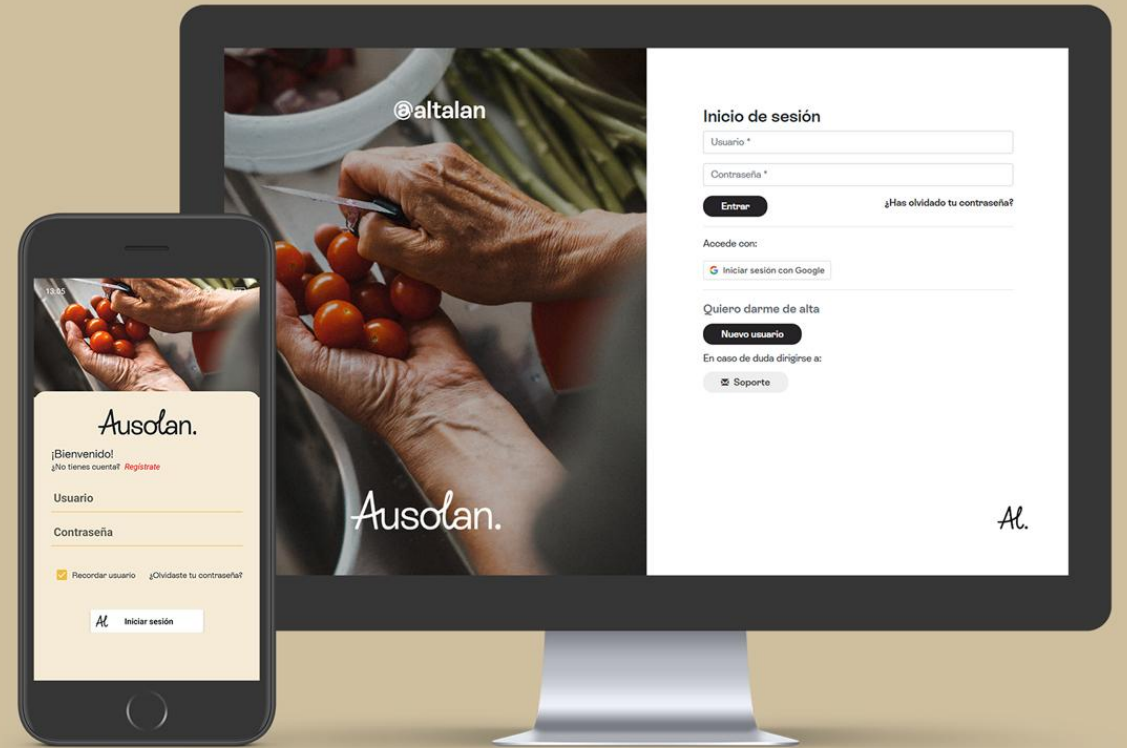 @altalan
Ausolan.
Inicio de sesión
Usuario *
Contraseña *
Entrar
¿Has olvidado tu contraseña?
Accede con:
G Iniciar sesión con Google
Quiero darme de alta
Nuevo usuario
En caso de duda dirigirse a:
Soporte
Al.
13:05
Ausolan.
¡Bienvenido!
¿No tienes cuenta? Regístrate
Usuario
Contraseña
Recordar usuario ¿Olvidaste tu contraseña?
Al Iniciar sesión